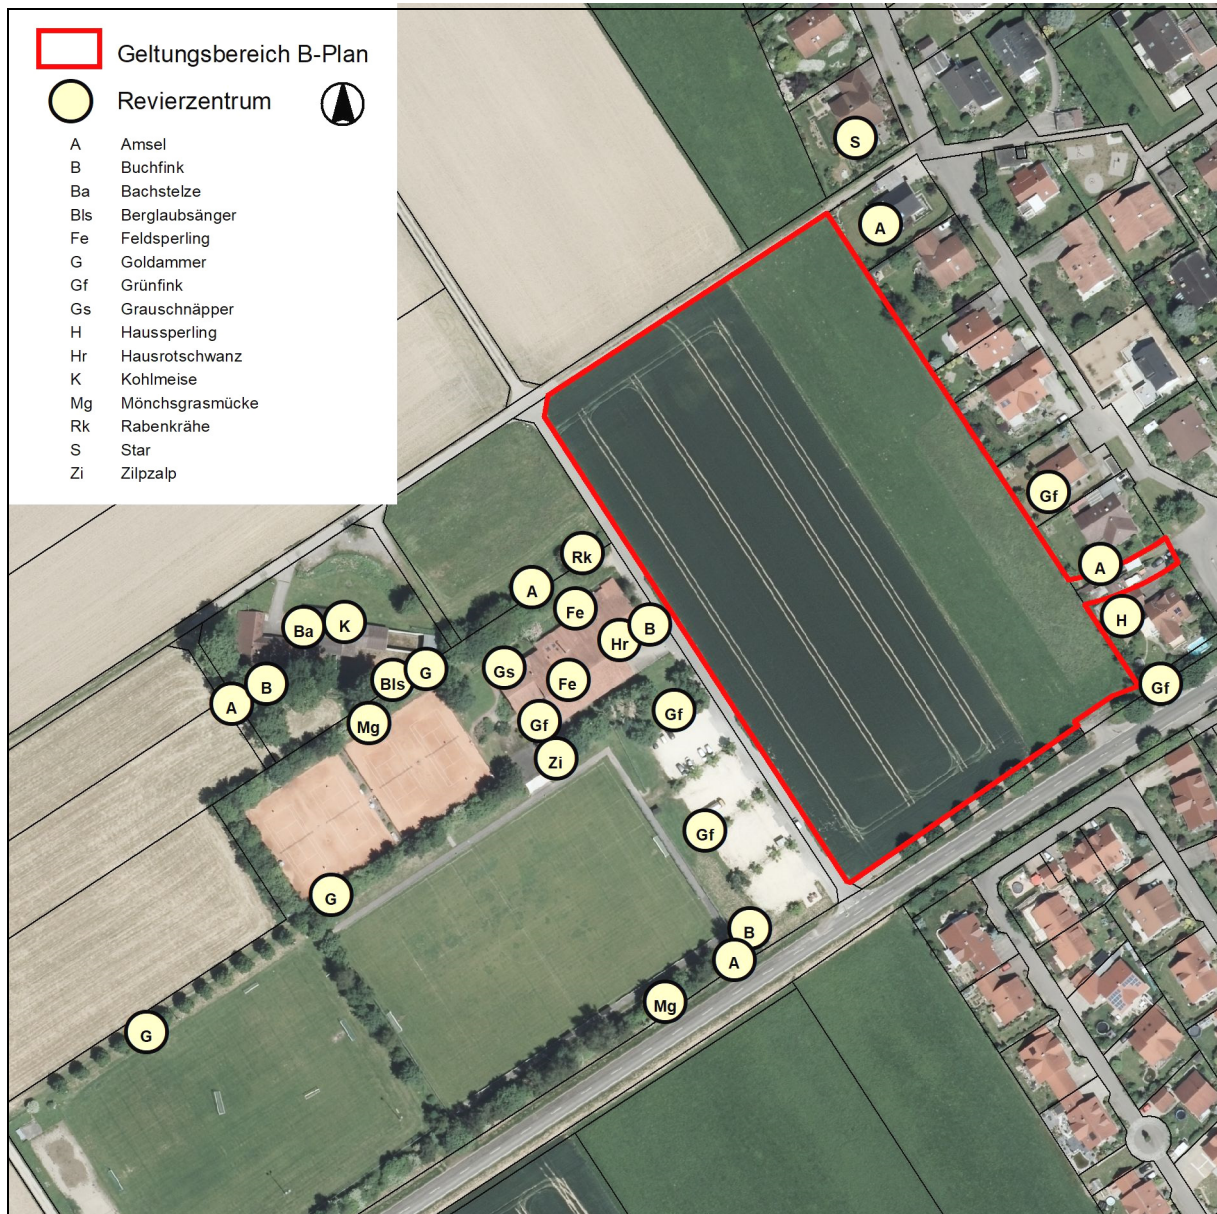 Geltungsbereich B-Plan
Revierzentrum
A Amsel
B Buchfink
Ba Bachstelze
Bls Berglaubsänger
Fe Feldsperling
G Goldammer
Gf Grünfink
Gs Grauschnäpper
H Haussperling
Hr Hausrotschwanz
K Kohlmeise
Mg Mönchsgrasmücke
Rk Rabenkrähe
S Star
Zi Zilpzalp
S
A
Gf
Rk
A
A
Fe
H
Ba
K
B
Hr
Gs
G
Bls
Fe
B
Gf
A
Gf
Gf
Mg
Zi
Gf
G
B
A
Mg
G